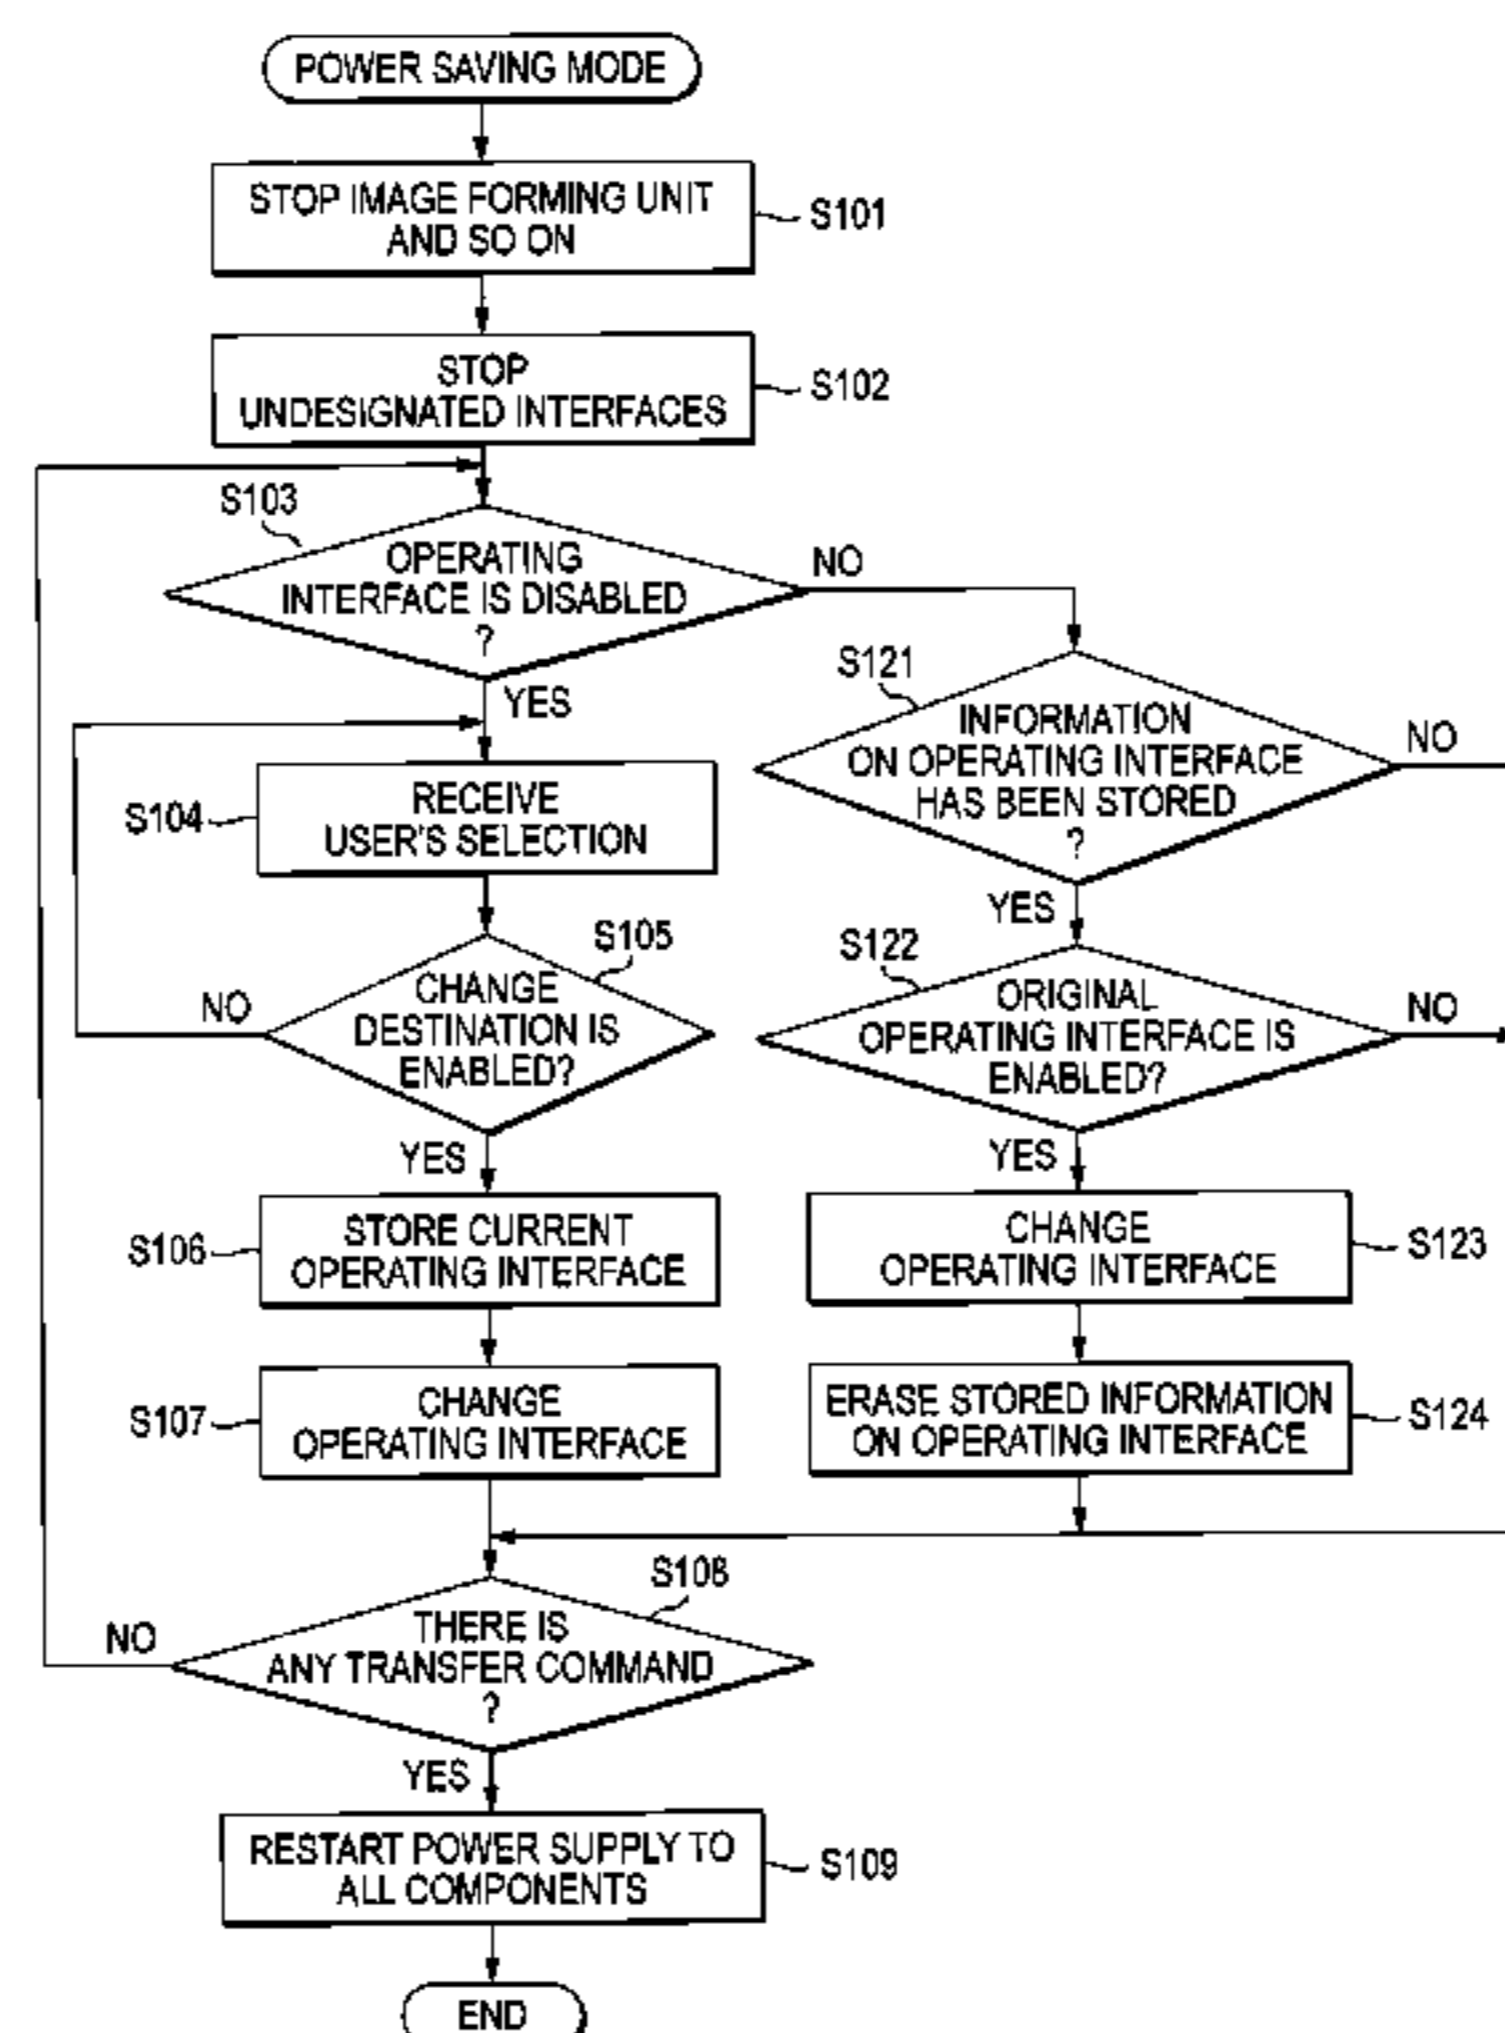 POWER SAVING MODE
STOP IMAGE FORMING UNIT
AND SO ON
S101
STOP
UNDESIGNATED INTERFACES
S102
S103
OPERATING
INTERFACE IS DISABLED
?
NO
YES
S121
INFORMATION
ON OPERATING INTERFACE
HAS BEEN STORED
?
NO
YES
S104
RECEIVE
USER'S SELECTION
S105
CHANGE
DESTINATION IS
ENABLED?
NO
YES
S122
ORIGINAL
OPERATING INTERFACE IS
ENABLED?
NO
YES
S106
STORE CURRENT
OPERATING INTERFACE
CHANGE
OPERATING INTERFACE
S123
S107
CHANGE
OPERATING INTERFACE
ERASE STORED INFORMATION
ON OPERATING INTERFACE
S124
S108
THERE IS
ANY TRANSFER COMMAND
?
NO
YES
RESTART POWER SUPPLY TO
ALL COMPONENTS
S109
END